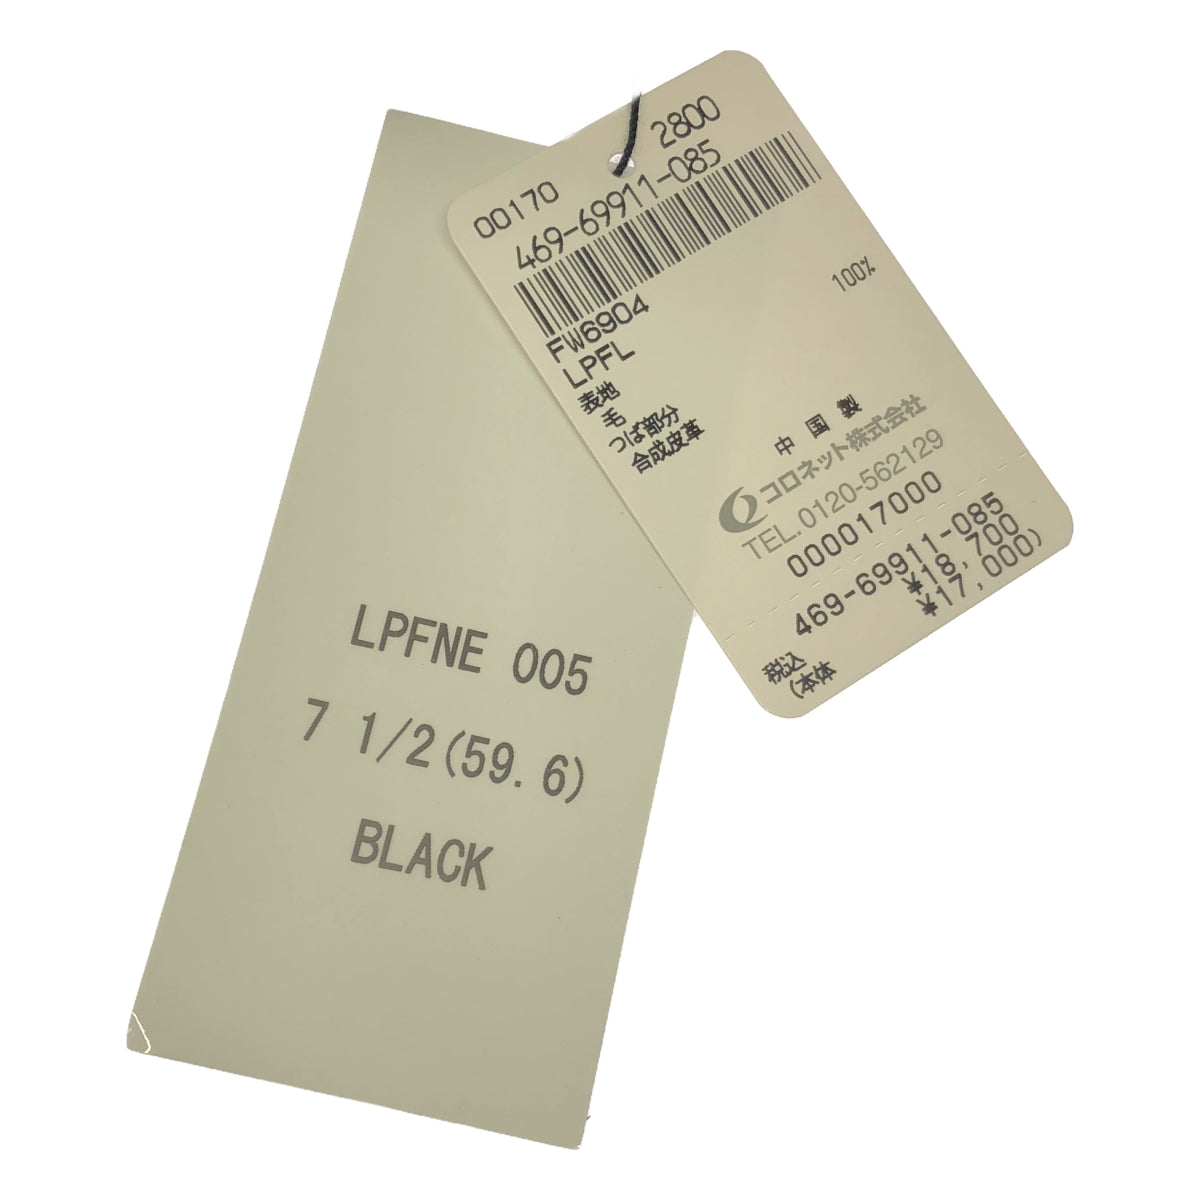 00170 2800
469-69911-085
FW6904
LPFL
表地
毛 100%
つば部分
合成皮革
中国製
コロネット株式会社
TEL.0120-562129
000017000
469-69911-085
税込 ¥18,700
(本体 ¥17,000)
LPFNE 005
7 1/2(59.6)
BLACK